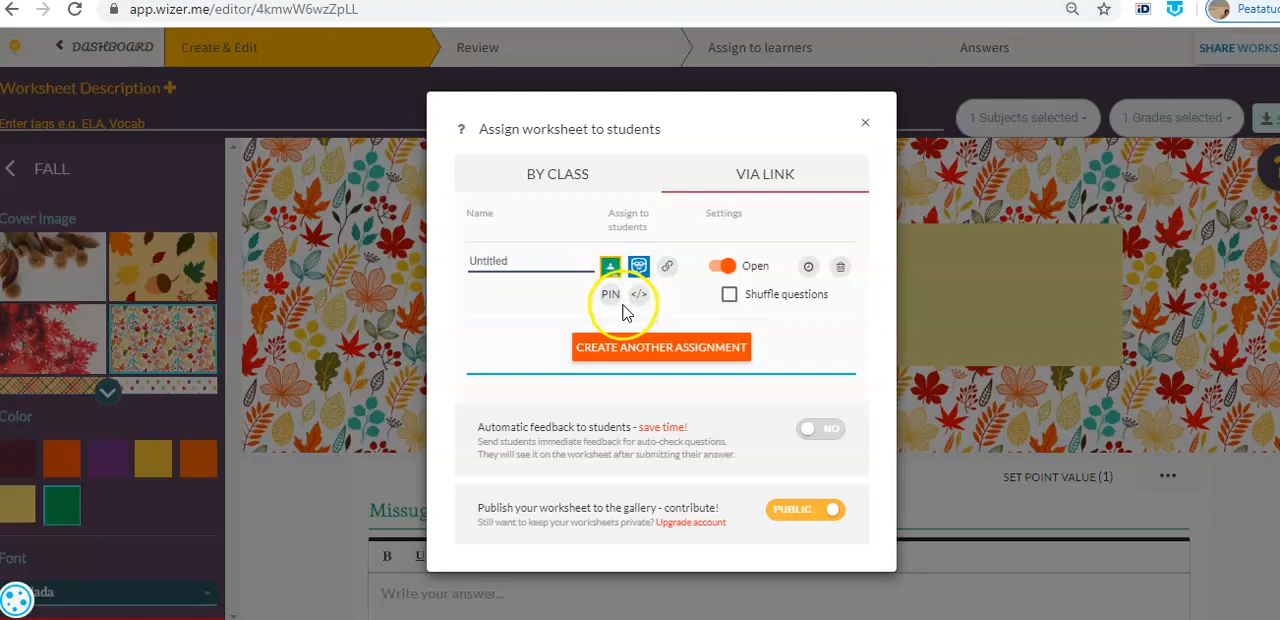 app.wizer.me/editor/4kmwW6wzZpLL
iD
Peatatud
DASHBOARD
Create & Edit
Review
Assign to learners
Answers
SHARE WORKS
Worksheet Description
Enter tags e.g. ELA, Vocab
1 Subjects selected
1 Grades selected
FALL
Cover Image
Color
Font
? Assign worksheet to students
BY CLASS
VIA LINK
Name
Assign to
students
Settings
Untitled
Open
PIN </>
Shuffle questions
CREATE ANOTHER ASSIGNMENT
Automatic feedback to students - save time!
NO
Send students immediate feedback for auto-check questions.
They will see it on the worksheet after submitting their answer.
Publish your worksheet to the gallery - contribute!
PUBLIC
Still want to keep your worksheets private? Upgrade account
SET POINT VALUE (1)
Missug
B U
Write your answer...